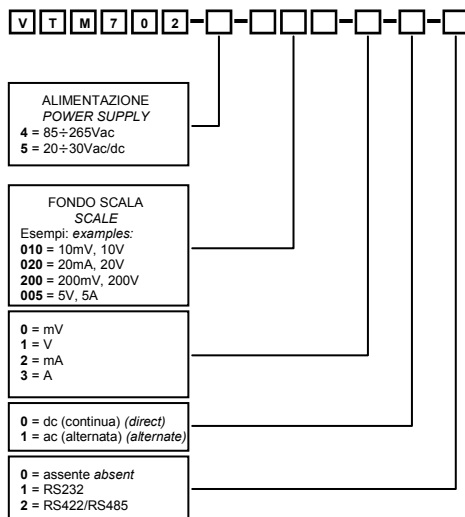 V T M 7 0 2
ALIMENTAZIONE
POWER SUPPLY
4 = 85÷265Vac
5 = 20÷30Vac/dc
FONDO SCALA
SCALE
Esempi: examples:
010 = 10mV, 10V
020 = 20mA, 20V
200 = 200mV, 200V
005 = 5V, 5A
0 = mV
1 = V
2 = mA
3 = A
0 = dc (continua) (direct)
1 = ac (alternata) (alternate)
0 = assente absent
1 = RS232
2 = RS422/RS485